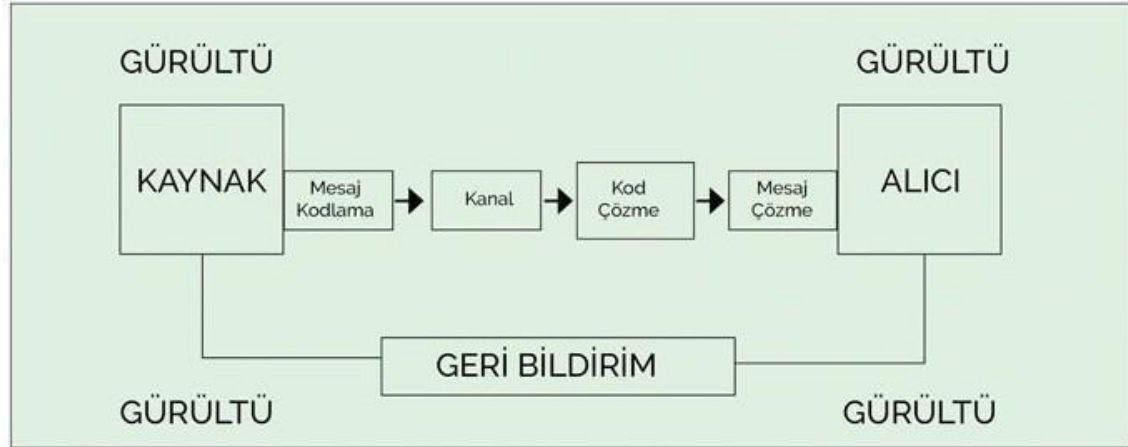 GÜRÜLTÜ
GÜRÜLTÜ
KAYNAK
Mesaj
Kodlama
Kanal
Kod
Çözme
Mesaj
Çözme
ALICI
GERİ BİLDİRİM
GÜRÜLTÜ
GÜRÜLTÜ